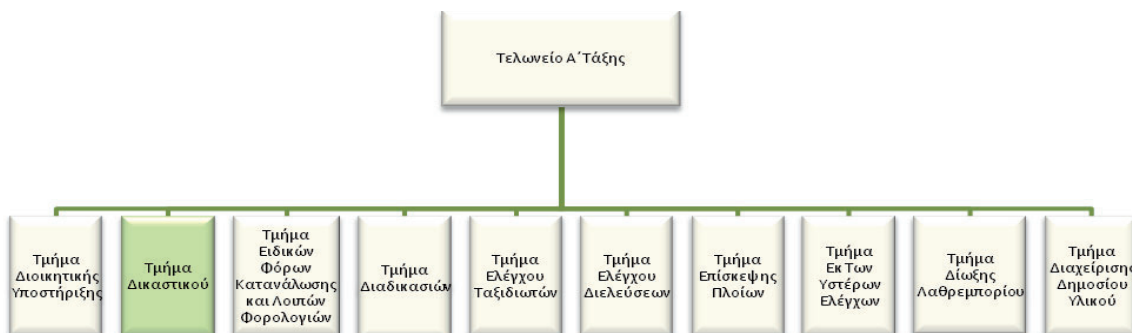 Τελωνείο Α΄Τάξης
Τμήμα
Διοικητικής
Υποστήριξης
Τμήμα
Δικαστικού
Τμήμα
Ειδικών
Φόρων
Κατανάλωσης
και Λοιπών
Φορολογιών
Τμήμα
Διαδικασιών
Τμήμα
Ελέγχου
Ταξιδιωτών
Τμήμα
Ελέγχου
Διελεύσεων
Τμήμα
Επίσκεψης
Πλοίων
Τμήμα
Εκ Των
Υστέρων
Ελέγχων
Τμήμα
Δίωξης
Λαθρεμπορίου
Τμήμα
Διαχείρισης
Δημοσίου
Υλικού